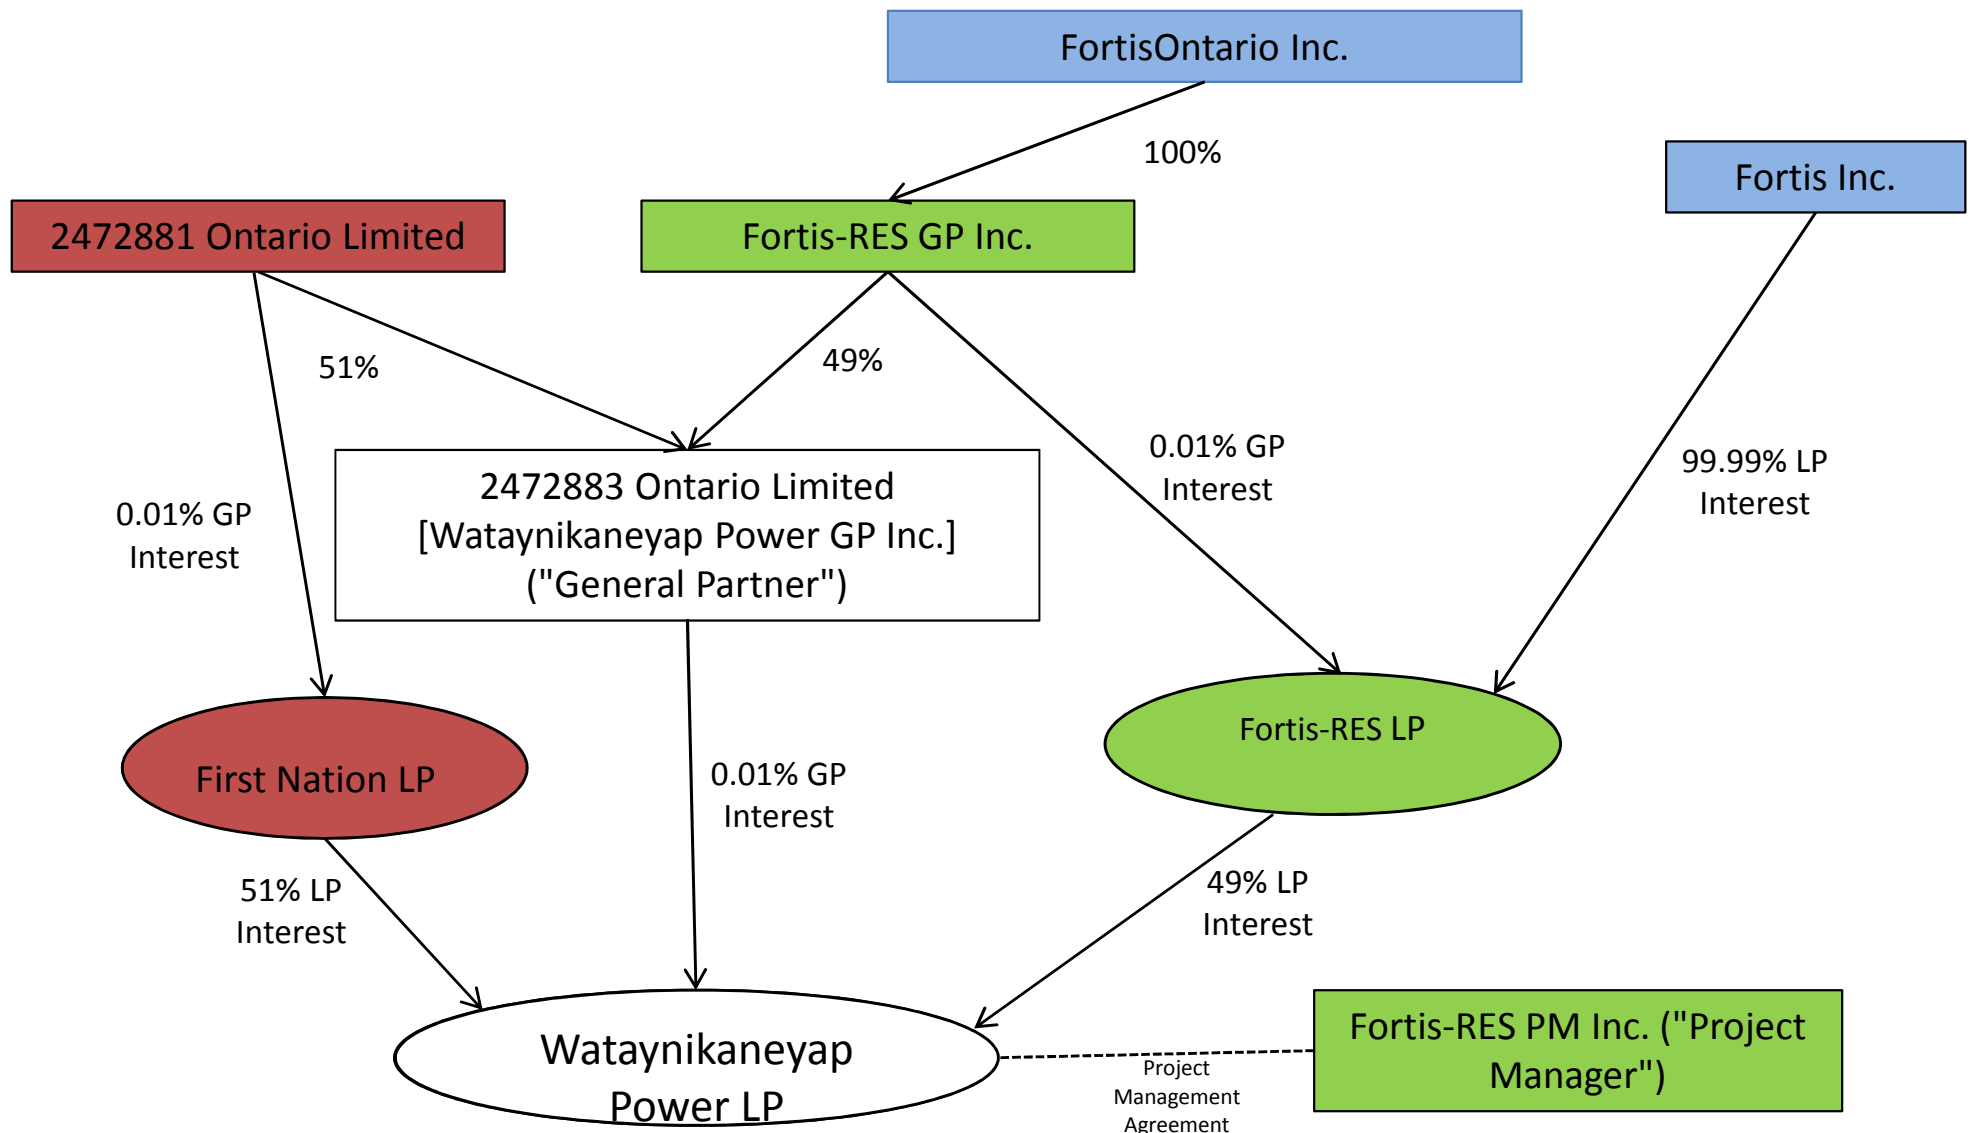 FortisOntario Inc.
100%
Fortis Inc.
2472881 Ontario Limited
Fortis-RES GP Inc.
51%
49%
0.01% GP
Interest
99.99% LP
Interest
0.01% GP
Interest
2472883 Ontario Limited
[Wataynikaneyap Power GP Inc.]
("General Partner")
First Nation LP
0.01% GP
Interest
Fortis-RES LP
51% LP
Interest
49% LP
Interest
Wataynikaneyap
Power LP
Project
Management
Agreement
Fortis-RES PM Inc. ("Project
Manager")